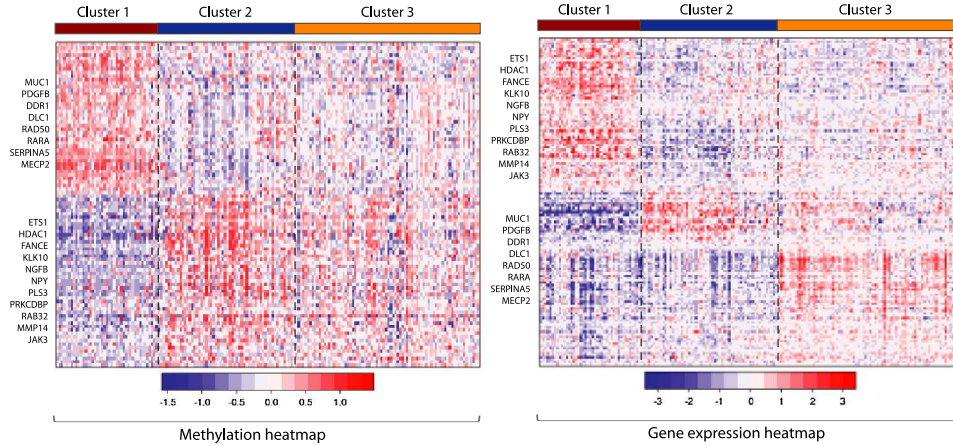 Cluster 1 Cluster 2 Cluster 3
MUC1
PDGFB
DDR1
DLC1
RAD50
RARA
SERPINA5
MECP2
ETS1
HDAC1
FANCE
KLK10
NGFB
NPY
PLS3
PRKCDBP
RAB32
MMP14
JAK3
-1.5 -1.0 -0.5 0.0 0.5 1.0
Methylation heatmap
Cluster 1 Cluster 2 Cluster 3
ETS1
HDAC1
FANCE
KLK10
NGFB
NPY
PLS3
PRKCDBP
RAB32
MMP14
JAK3
MUC1
PDGFB
DDR1
DLC1
RAD50
RARA
SERPINA5
MECP2
-3 -2 -1 0 1 2 3
Gene expression heatmap